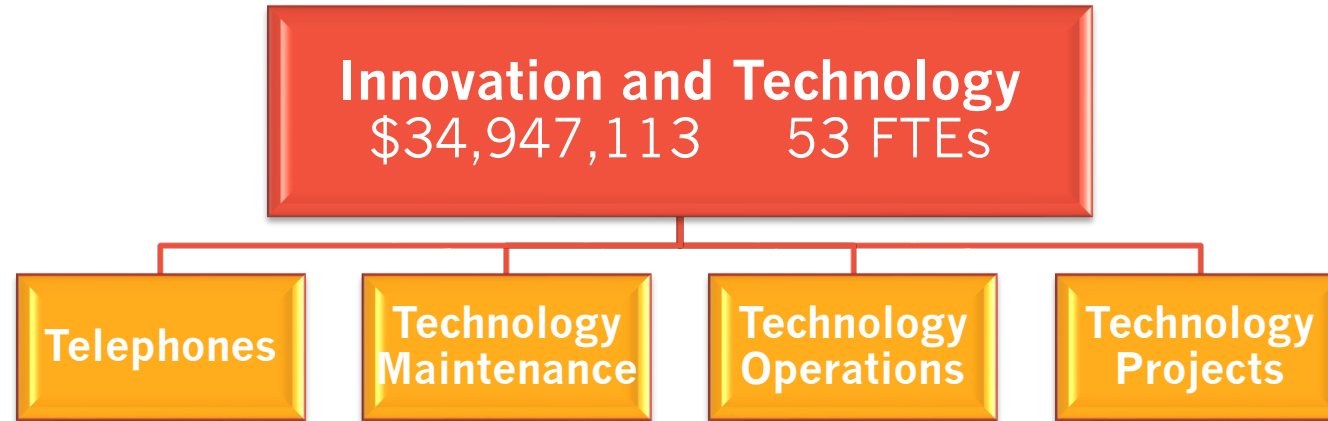 Innovation and Technology
$34,947,113 53 FTEs
Telephones
Technology
Maintenance
Technology
Operations
Technology
Projects